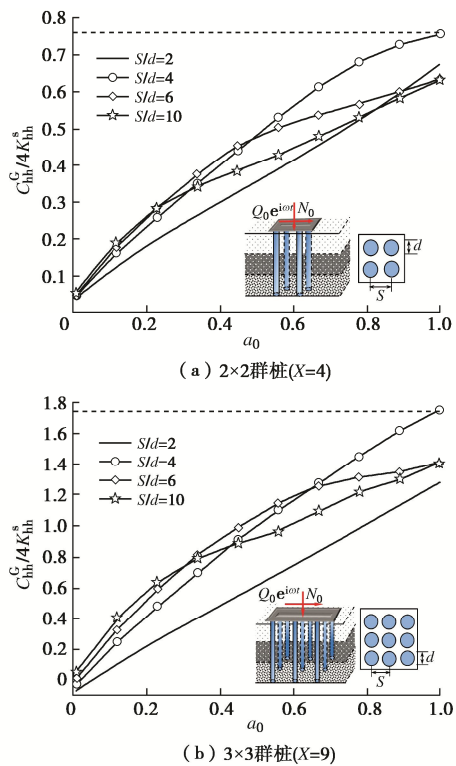 0.8
0.7
0.6
0.5
0.4
0.3
0.2
0.1
C^G_hh/4K^s_hh
S/d=2
S/d=4
S/d=6
S/d=10
Q₀e^iωt N₀
d
S
0 0.2 0.4 0.6 0.8 1.0
a₀
（a）2×2群桩(X=4)
1.8
1.6
1.4
1.2
1.0
0.8
0.6
0.4
0.2
0
C^G_hh/4K^s_hh
S/d=2
S/d-4
S/d=6
S/d=10
Q₀e^iωt N₀
d
S
0 0.2 0.4 0.6 0.8 1.0
a₀
（b）3×3群桩(X=9)